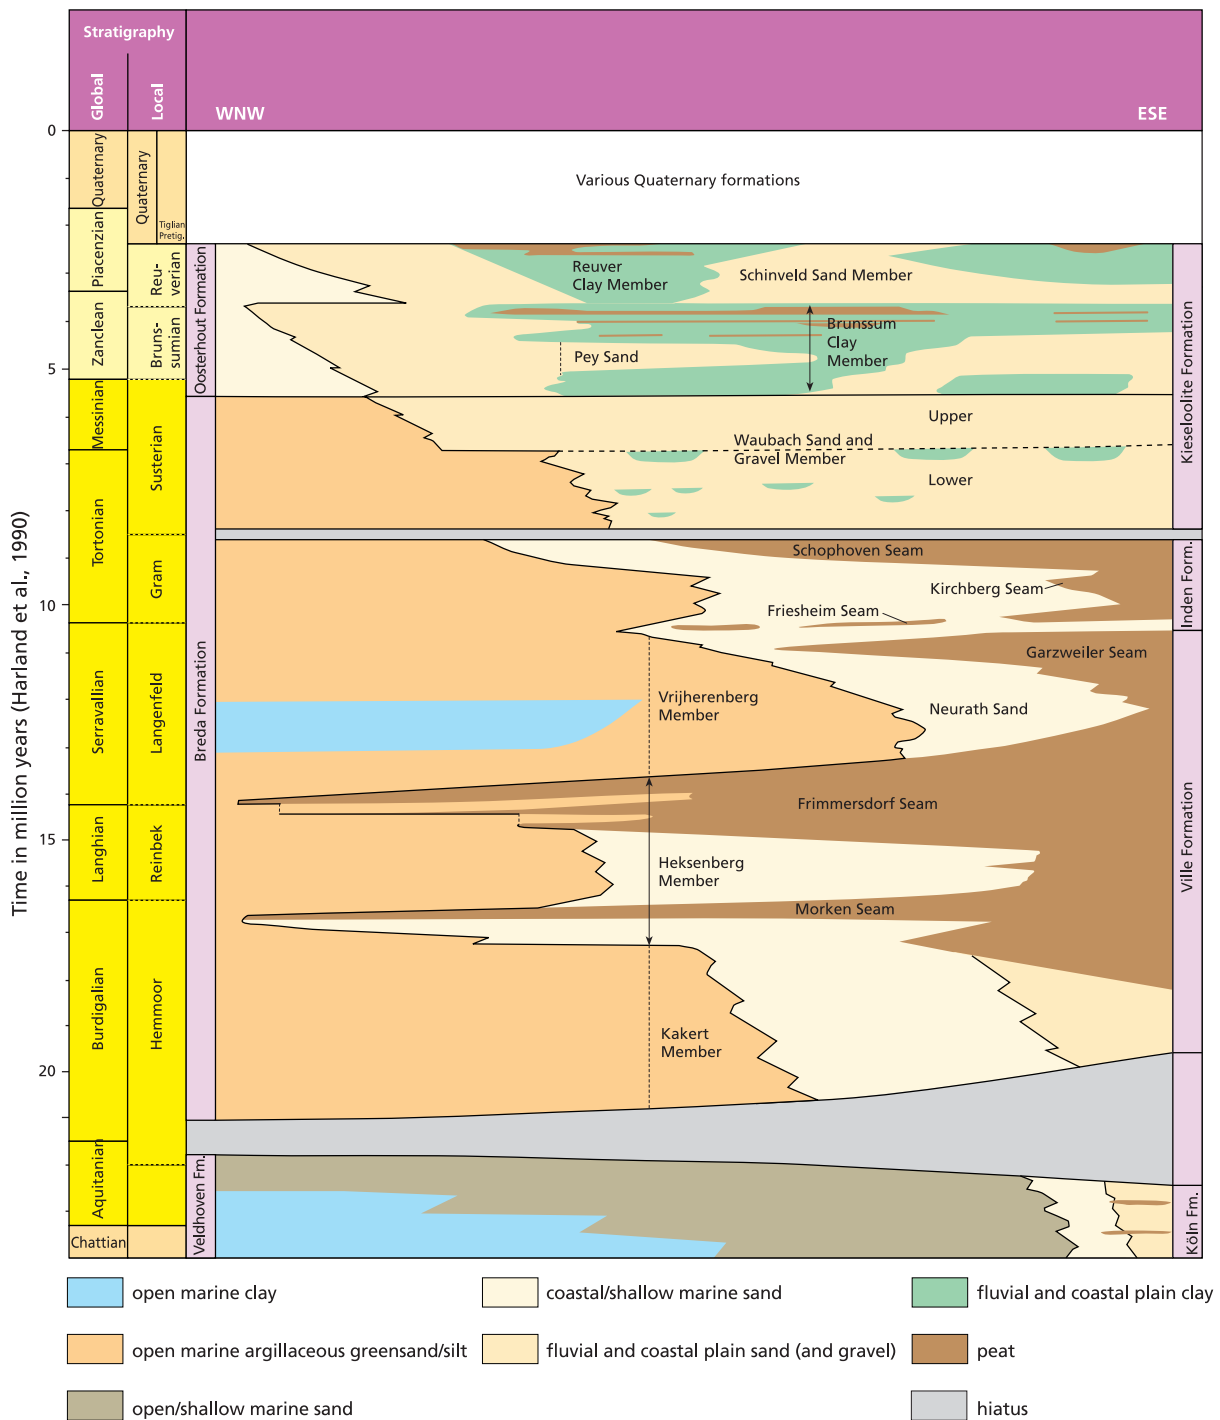 Stratigraphy
Global
Local
WNW
ESE
Time in million years (Harland et al., 1990)
0
5
10
15
20
Quaternary
Piacenzian
Zanclean
Messinian
Tortonian
Serravallian
Langhian
Burdigalian
Aquitanian
Chattian
Quaternary
Tiglian
Pretig.
Reu-
verian
Bruns-
sumian
Susterian
Gram
Langenfeld
Reinbek
Hemmoor
Oosterhout Formation
Breda Formation
Veldhoven Fm.
Various Quaternary formations
Reuver
Clay Member
Schinveld Sand Member
Brunssum
Clay
Member
Pey Sand
Upper
Waubach Sand and
Gravel Member
Lower
Schophoven Seam
Kirchberg Seam
Friesheim Seam
Garzweiler Seam
Vrijherenberg
Member
Neurath Sand
Frimmersdorf Seam
Heksenberg
Member
Morken Seam
Kakert
Member
Kieseloolite Formation
Inden Form.
Ville Formation
Köln Fm.
open marine clay
coastal/shallow marine sand
fluvial and coastal plain clay
open marine argillaceous greensand/silt
fluvial and coastal plain sand (and gravel)
peat
open/shallow marine sand
hiatus